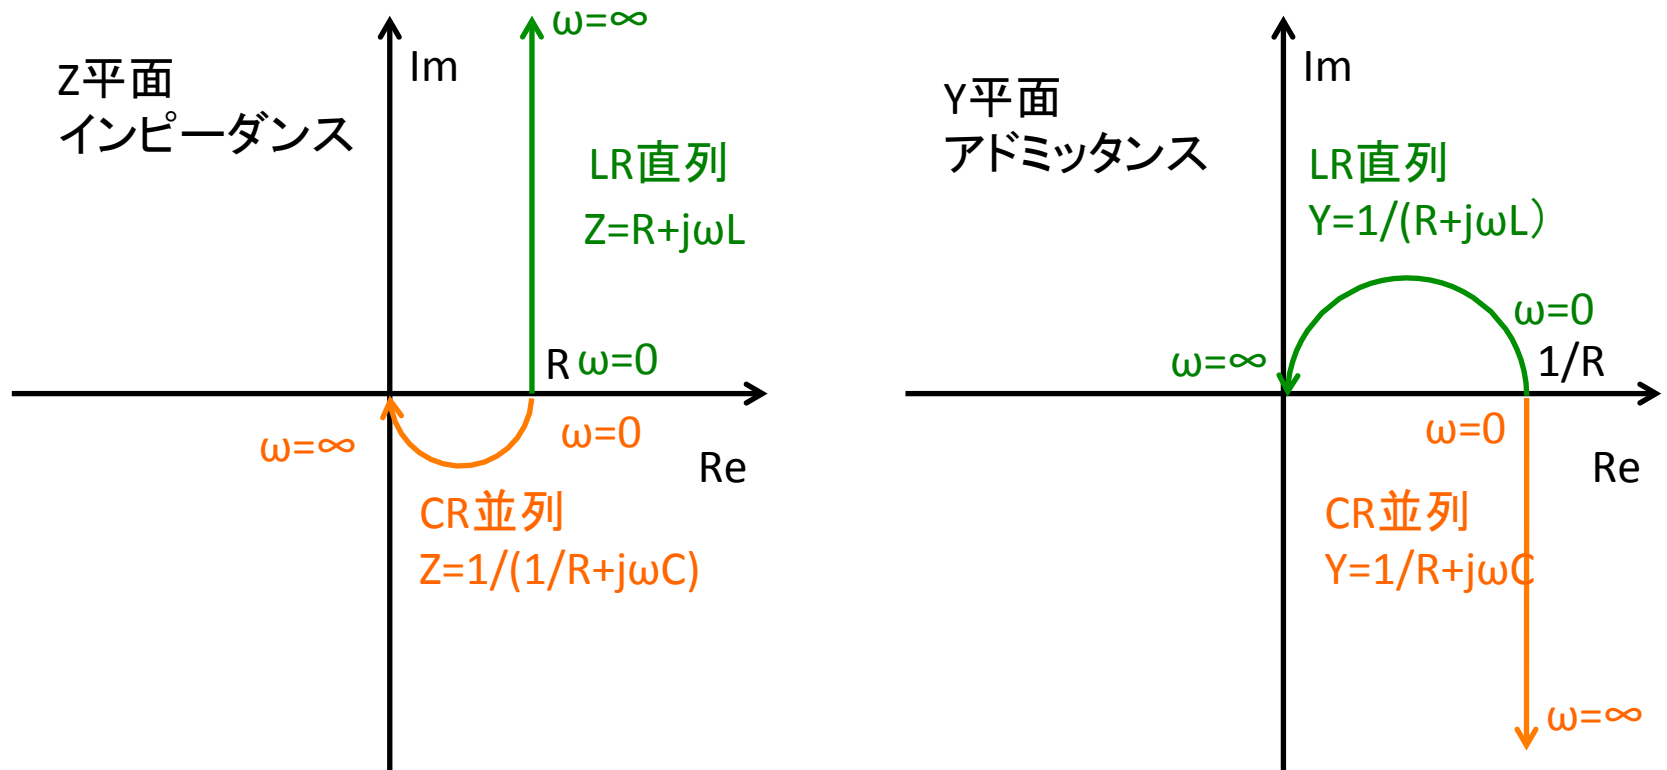 Z平面
インピーダンス
Im
ω=∞
LR直列
Z=R+jωL
R
ω=0
ω=∞
ω=0
Re
CR並列
Z=1/(1/R+jωC)
Y平面
アドミッタンス
Im
LR直列
Y=1/(R+jωL）
ω=0
ω=∞
1/R
ω=0
Re
CR並列
Y=1/R+jωC
ω=∞